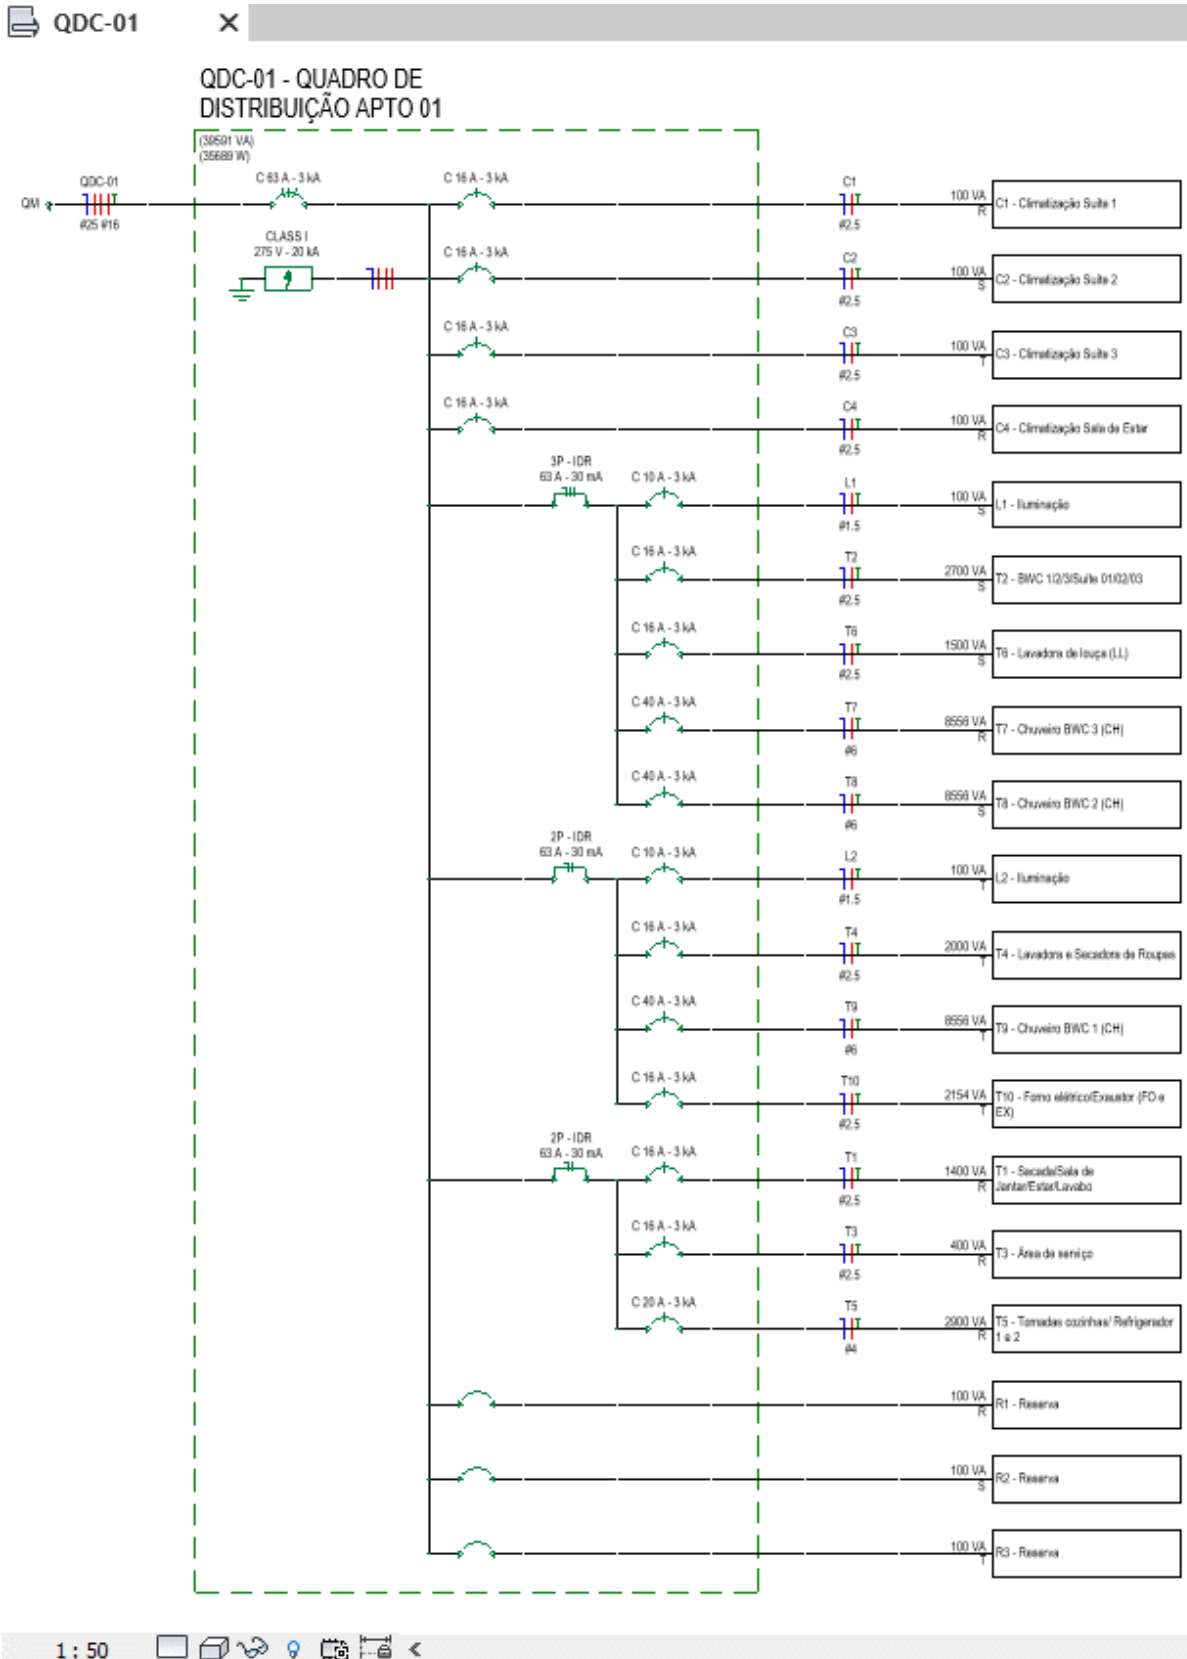 QDC-01
QDC-01 - QUADRO DE
DISTRIBUIÇÃO APTO 01
(39591 VA)
(35689 W)
QM
QDC-01
#25 #16
C 63 A - 3 kA
CLASS I
275 V - 20 kA
C 16 A - 3 kA
C1
#2.5
100 VA
R
C1 - Climatização Suíte 1
C 16 A - 3 kA
C2
#2.5
100 VA
S
C2 - Climatização Suíte 2
C 16 A - 3 kA
C3
#2.5
100 VA
T
C3 - Climatização Suíte 3
C 16 A - 3 kA
C4
#2.5
100 VA
R
C4 - Climatização Sala de Estar
3P - IDR
63 A - 30 mA
C 10 A - 3 kA
L1
#1.5
100 VA
S
L1 - Iluminação
C 16 A - 3 kA
T2
#2.5
2700 VA
S
T2 - BWC 1/2/3/Suíte 01/02/03
C 16 A - 3 kA
T6
#2.5
1500 VA
S
T6 - Lavadora de louça (LL)
C 40 A - 3 kA
T7
#6
8556 VA
R
T7 - Chuveiro BWC 3 (CH)
C 40 A - 3 kA
T8
#6
8556 VA
S
T8 - Chuveiro BWC 2 (CH)
2P - IDR
63 A - 30 mA
C 10 A - 3 kA
L2
#1.5
100 VA
T
L2 - Iluminação
C 16 A - 3 kA
T4
#2.5
2000 VA
T
T4 - Lavadora e Secadora de Roupas
C 40 A - 3 kA
T9
#6
8556 VA
T
T9 - Chuveiro BWC 1 (CH)
C 16 A - 3 kA
T10
#2.5
2154 VA
T
T10 - Forno elétrico/Exaustor (FO e
EX)
2P - IDR
63 A - 30 mA
C 16 A - 3 kA
T1
#2.5
1400 VA
R
T1 - Sacada/Sala de
Jantar/Estar/Lavabo
C 16 A - 3 kA
T3
#2.5
400 VA
R
T3 - Área de serviço
C 20 A - 3 kA
T5
#4
2900 VA
R
T5 - Tomadas cozinhas/ Refrigerador
1 e 2
100 VA
R
R1 - Reserva
100 VA
S
R2 - Reserva
100 VA
T
R3 - Reserva
1 : 50